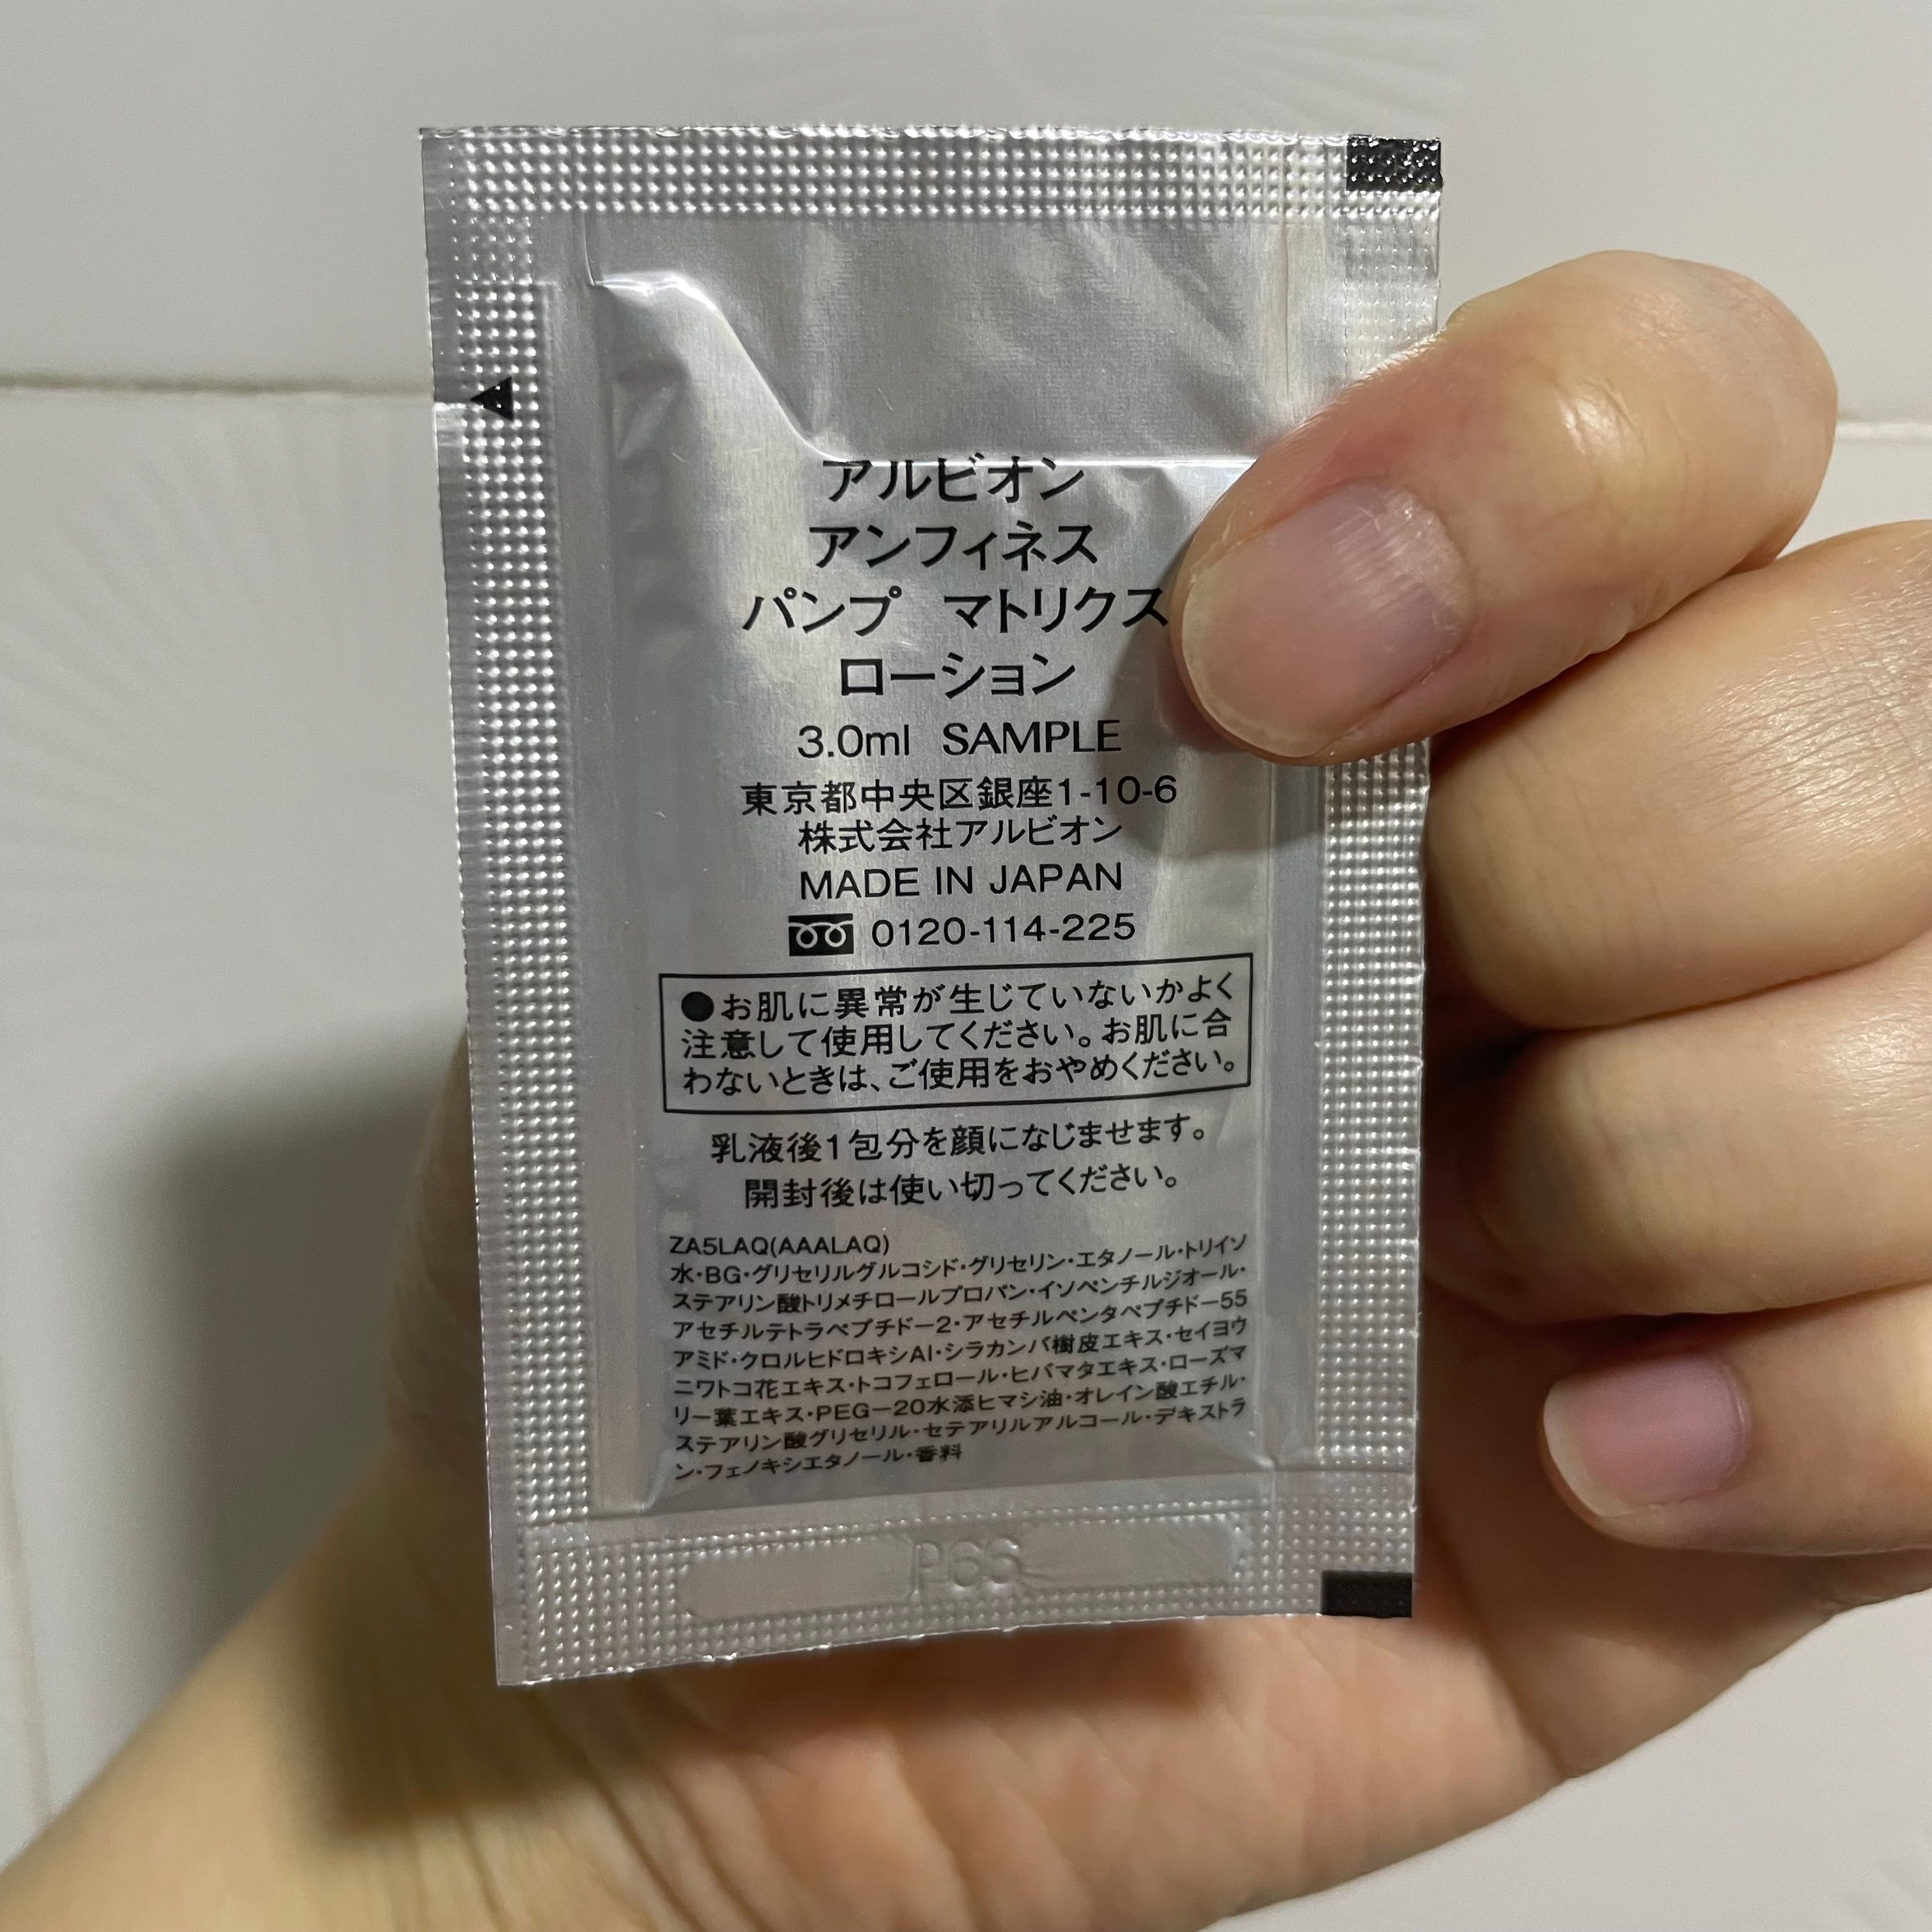 アルビオン
アンフィネス
パンプ マトリクス
ローション
3.0ml SAMPLE
東京都中央区銀座1-10-6
株式会社アルビオン
MADE IN JAPAN
0120-114-225
●お肌に異常が生じていないかよく
注意して使用してください。お肌に合
わないときは、ご使用をおやめください。
乳液後1包分を顔になじませます。
開封後は使い切ってください。
ZA5LAQ(AAALAQ)
水・BG・グリセリルグルコシド・グリセリン・エタノール・トリイソ
ステアリン酸トリメチロールプロパン・イソペンチルジオール・
アセチルテトラペプチド－2・アセチルペンタペプチド－55
アミド・クロルヒドロキシAl・シラカンバ樹皮エキス・セイヨウ
ニワトコ花エキス・トコフェロール・ヒバマタエキス・ローズマ
リー葉エキス・PEG－20水添ヒマシ油・オレイン酸エチル・
ステアリン酸グリセリル・セテアリルアルコール・デキストラ
ン・フェノキシエタノール・香料
P66